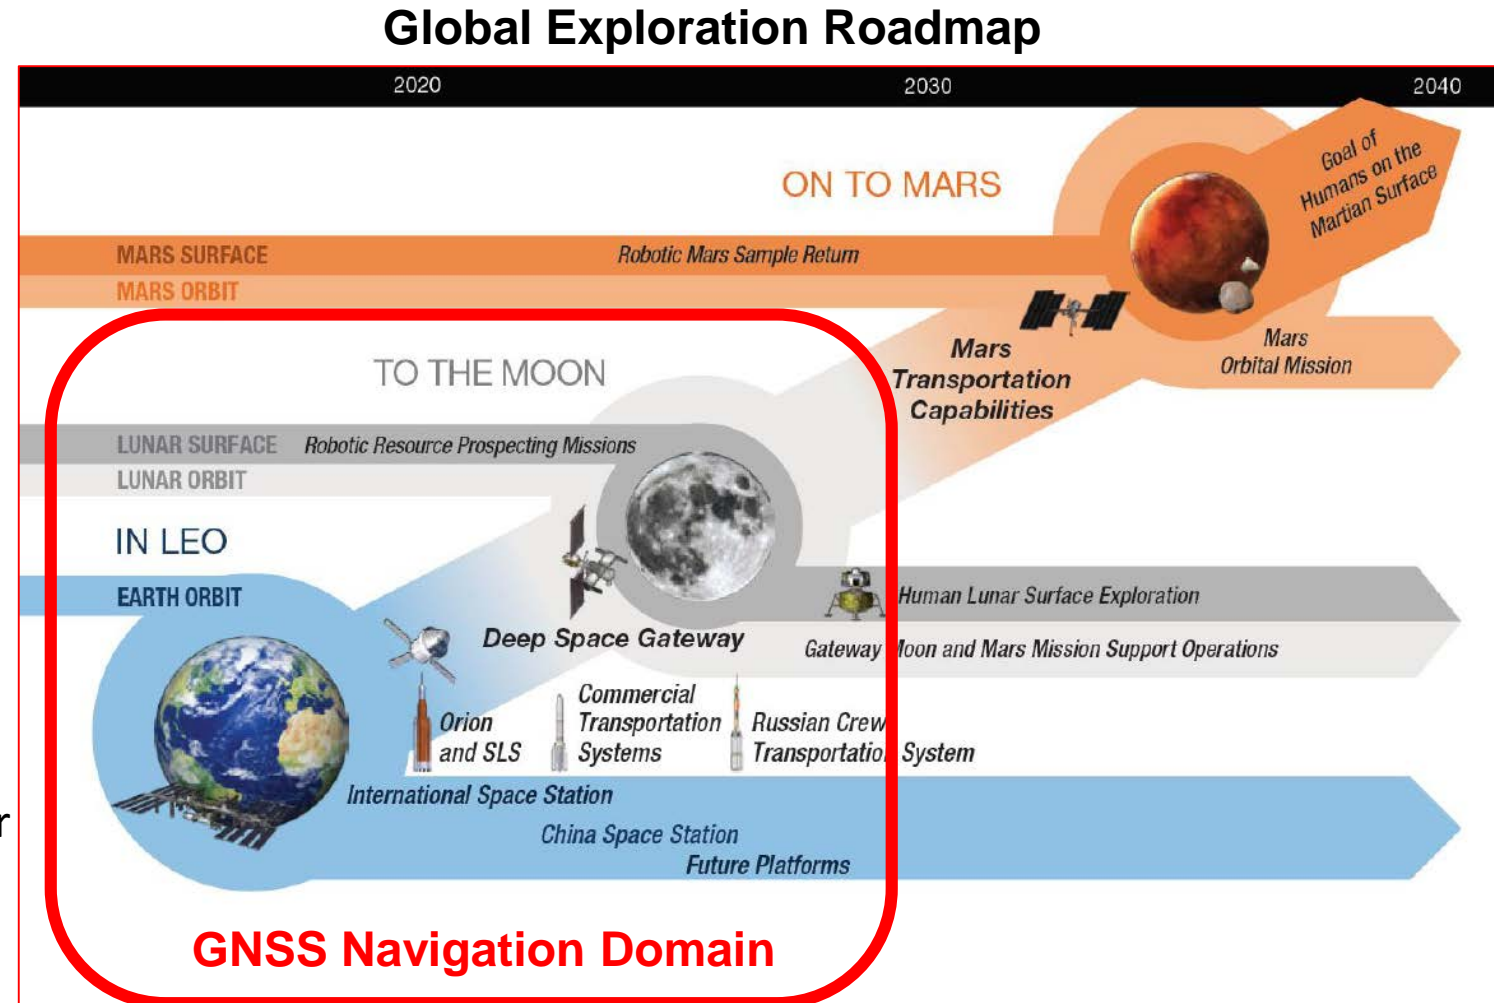 Global Exploration Roadmap
2020 2030 2040
Goal of
Humans on the
Martian Surface
ON TO MARS
MARS SURFACE Robotic Mars Sample Return
MARS ORBIT
Mars
Orbital Mission
Mars
Transportation
Capabilities
TO THE MOON
LUNAR SURFACE Robotic Resource Prospecting Missions
LUNAR ORBIT
IN LEO
EARTH ORBIT
Human Lunar Surface Exploration
Deep Space Gateway
Gateway Moon and Mars Mission Support Operations
Orion
and SLS
Commercial
Transportation
Systems
Russian Crew
Transportation System
International Space Station
r
China Space Station
Future Platforms
GNSS Navigation Domain